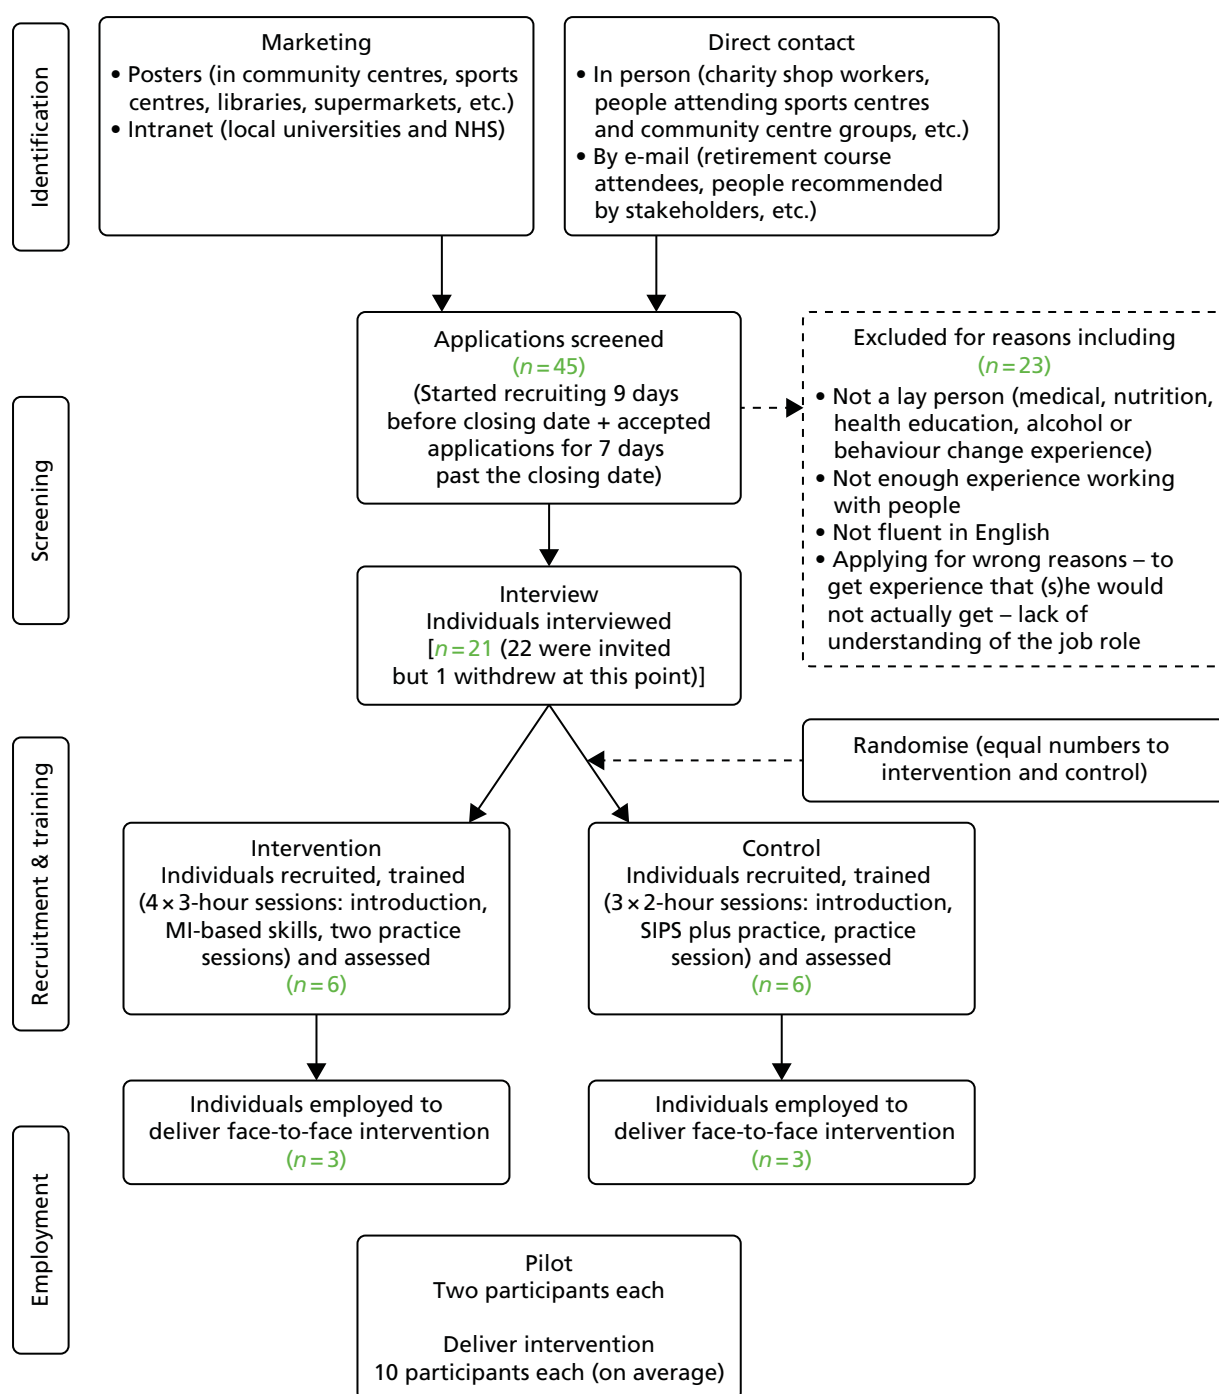 Identification
Marketing
• Posters (in community centres, sports
centres, libraries, supermarkets, etc.)
• Intranet (local universities and NHS)
Direct contact
• In person (charity shop workers,
people attending sports centres
and community centre groups, etc.)
• By e-mail (retirement course
attendees, people recommended
by stakeholders, etc.)
Screening
Applications screened
(n=45)
(Started recruiting 9 days
before closing date + accepted
applications for 7 days
past the closing date)
Excluded for reasons including
(n=23)
• Not a lay person (medical, nutrition,
health education, alcohol or
behaviour change experience)
• Not enough experience working
with people
• Not fluent in English
• Applying for wrong reasons – to
get experience that (s)he would
not actually get – lack of
understanding of the job role
Interview
Individuals interviewed
[n=21 (22 were invited
but 1 withdrew at this point)]
Recruitment & training
Randomise (equal numbers to
intervention and control)
Intervention
Individuals recruited, trained
(4 × 3-hour sessions: introduction,
MI-based skills, two practice
sessions) and assessed
(n=6)
Control
Individuals recruited, trained
(3 × 2-hour sessions: introduction,
SIPS plus practice, practice
session) and assessed
(n=6)
Employment
Individuals employed to
deliver face-to-face intervention
(n=3)
Individuals employed to
deliver face-to-face intervention
(n=3)
Pilot
Two participants each
Deliver intervention
10 participants each (on average)